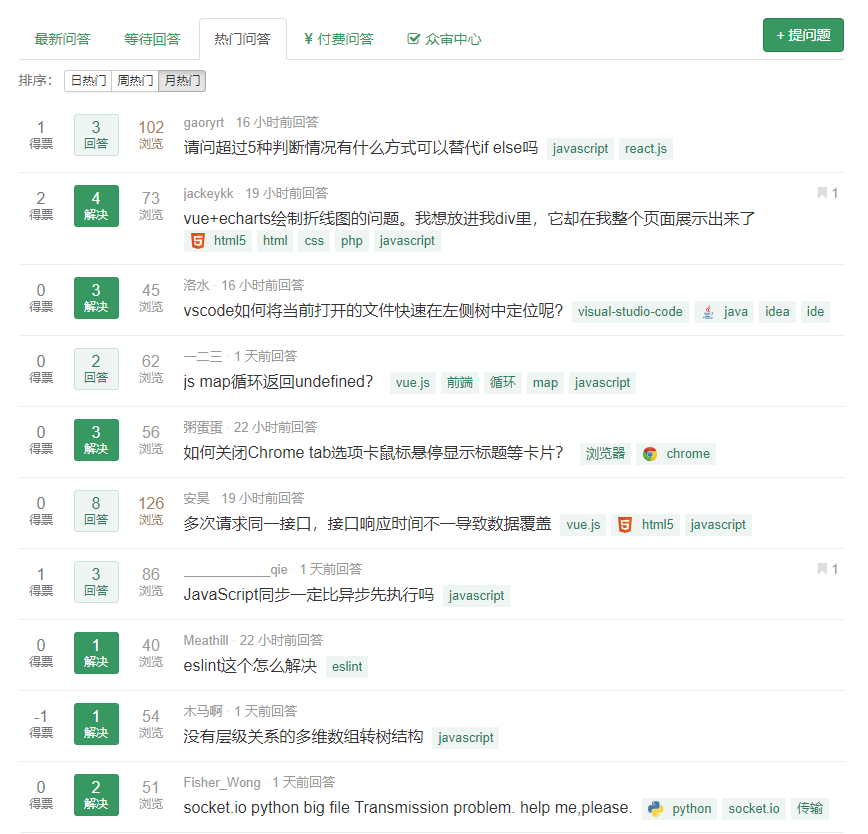 最新问答 等待回答 热门问答 ¥ 付费问答 众审中心 + 提问题
排序： 日热门 周热门 月热门
1 3 102 gaoryrt · 16 小时前回答
得票 回答 浏览 请问超过5种判断情况有什么方式可以替代if else吗 javascript react.js
2 4 73 jackeykk · 19 小时前回答 1
得票 解决 浏览 vue+echarts绘制折线图的问题。我想放进我div里，它却在我整个页面展示出来了
html5 html css php javascript
0 3 45 洛水 · 16 小时前回答
得票 解决 浏览 vscode如何将当前打开的文件快速在左侧树中定位呢？ visual-studio-code java idea ide
0 2 62 一二三 · 1 天前回答
得票 回答 浏览 js map循环返回undefined？ vue.js 前端 循环 map javascript
0 3 56 粥蛋蛋 · 22 小时前回答
得票 解决 浏览 如何关闭Chrome tab选项卡鼠标悬停显示标题等卡片？ 浏览器 chrome
0 8 126 安昊 · 19 小时前回答
得票 回答 浏览 多次请求同一接口，接口响应时间不一导致数据覆盖 vue.js html5 javascript
1 3 86 ____________qie · 1 天前回答 1
得票 回答 浏览 JavaScript同步一定比异步先执行吗 javascript
0 1 40 Meathill · 22 小时前回答
得票 解决 浏览 eslint这个怎么解决 eslint
-1 1 54 木马啊 · 1 天前回答
得票 解决 浏览 没有层级关系的多维数组转树结构 javascript
0 2 51 Fisher_Wong · 1 天前回答
得票 解决 浏览 socket.io python big file Transmission problem. help me,please. python socket.io 传输